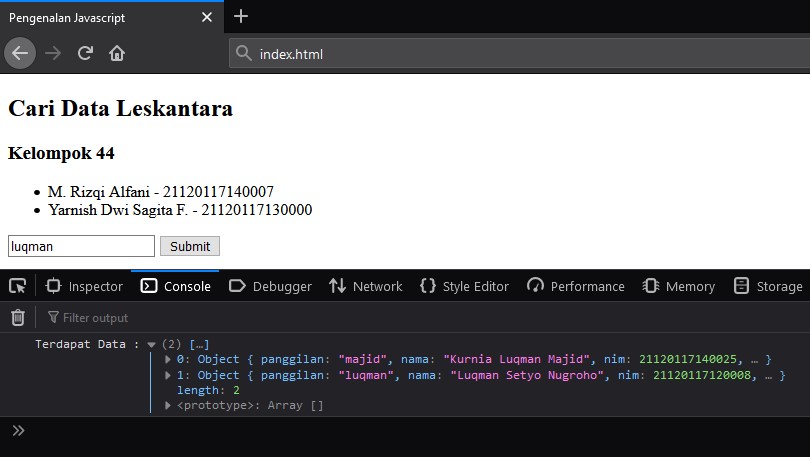 Pengenalan Javascript
index.html
Cari Data Leskantara
Kelompok 44
M. Rizqi Alfani - 21120117140007
Yarnish Dwi Sagita F. - 21120117130000
luqman Submit
Inspector Console Debugger Network {} Style Editor Performance Memory Storage
Filter output
Terdapat Data : (2) […]
0: Object { panggilan: "majid", nama: "Kurnia Luqman Majid", nim: 21120117140025, … }
1: Object { panggilan: "luqman", nama: "Luqman Setyo Nugroho", nim: 21120117120008, … }
length: 2
<prototype>: Array []